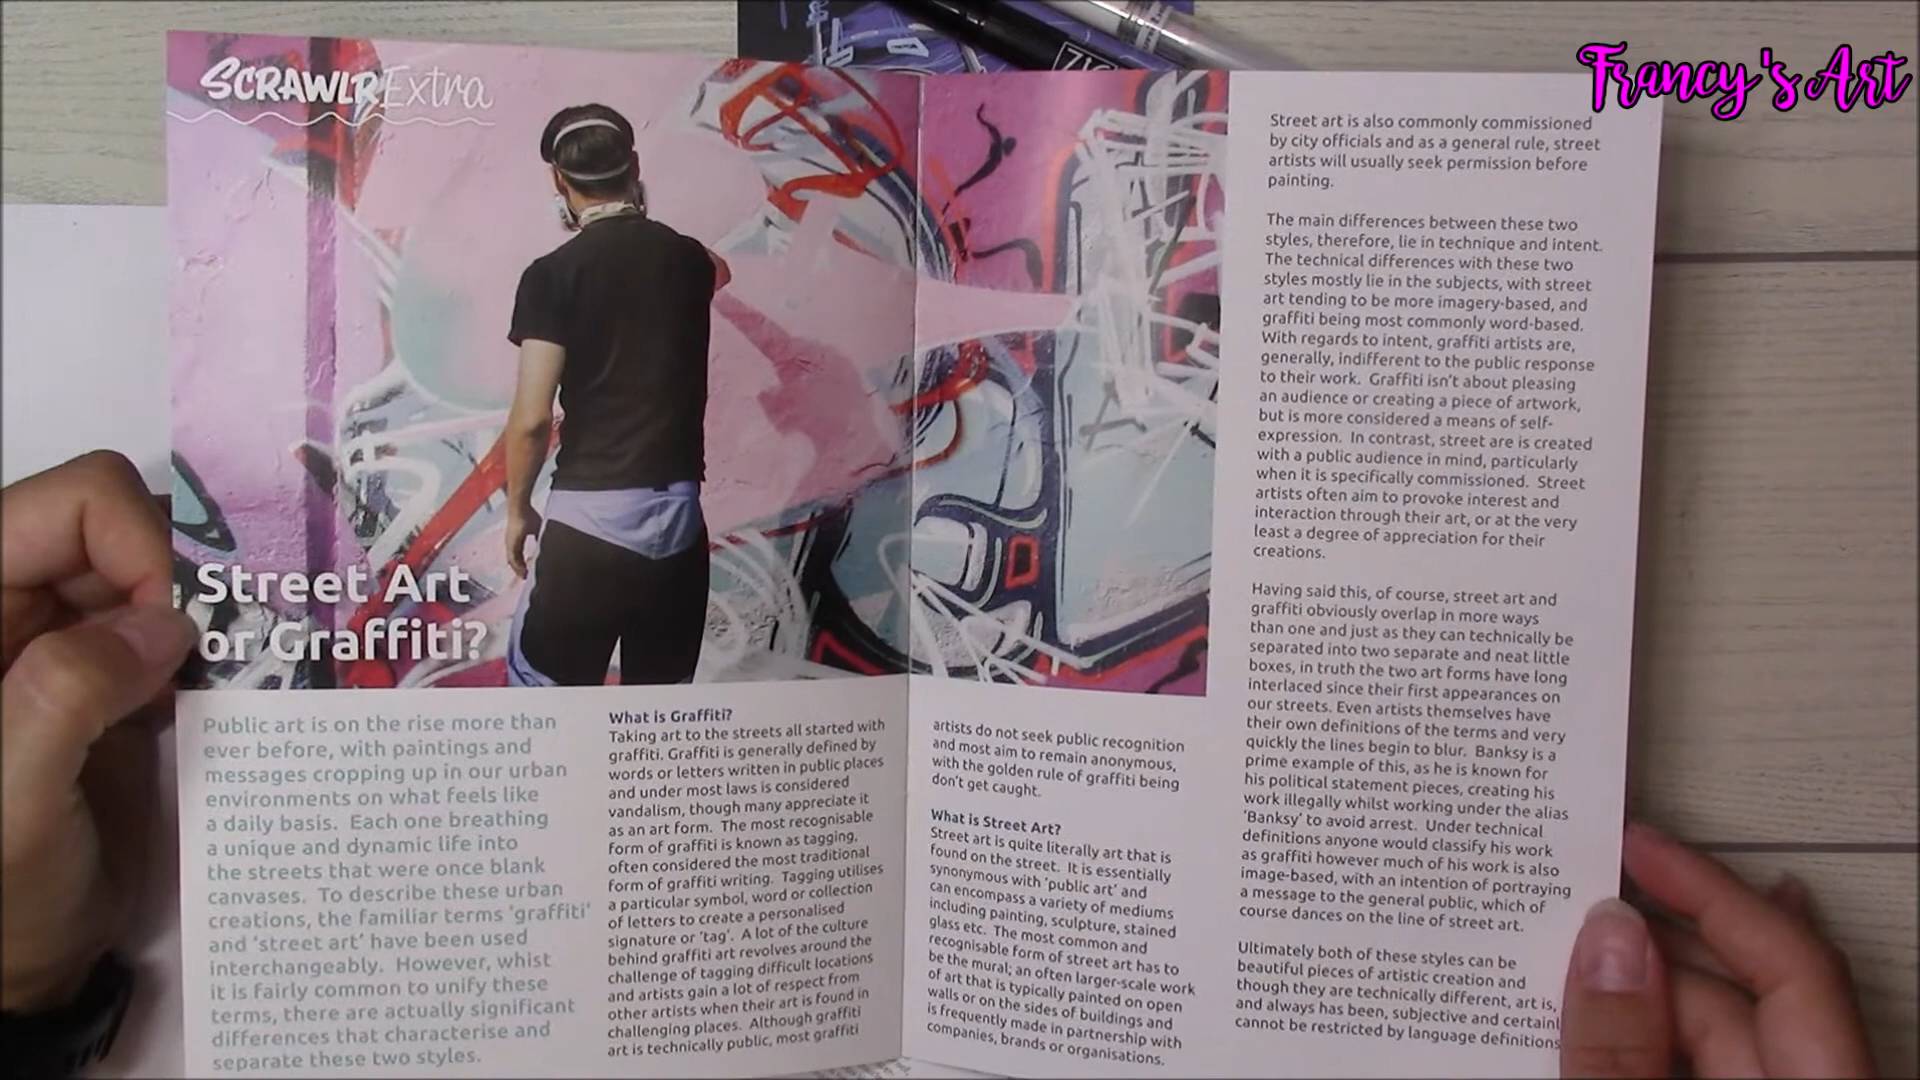 Francy's Art
SCRAWLR Extra
Street Art
or Graffiti?
Public art is on the rise more than
ever before, with paintings and
messages cropping up in our urban
environments on what feels like
a daily basis. Each one breathing
a unique and dynamic life into
the streets that were once blank
canvases. To describe these urban
creations, the familiar terms 'graffiti'
and 'street art' have been used
interchangeably. However, whist
it is fairly common to unify these
terms, there are actually significant
differences that characterise and
separate these two styles.
What is Graffiti?
Taking art to the streets all started with
graffiti. Graffiti is generally defined by
words or letters written in public places
and under most laws is considered
vandalism, though many appreciate it
as an art form. The most recognisable
form of graffiti is known as tagging,
often considered the most traditional
form of graffiti writing. Tagging utilises
a particular symbol, word or collection
of letters to create a personalised
signature or 'tag'. A lot of the culture
behind graffiti art revolves around the
challenge of tagging difficult locations
and artists gain a lot of respect from
other artists when their art is found in
challenging places. Although graffiti
art is technically public, most graffiti
artists do not seek public recognition
and most aim to remain anonymous,
with the golden rule of graffiti being
don't get caught.
What is Street Art?
Street art is quite literally art that is
found on the street. It is essentially
synonymous with 'public art' and
can encompass a variety of mediums
including painting, sculpture, stained
glass etc. The most common and
recognisable form of street art has to
be the mural; an often larger-scale work
of art that is typically painted on open
walls or on the sides of buildings and
is frequently made in partnership with
companies, brands or organisations.
Street art is also commonly commissioned
by city officials and as a general rule, street
artists will usually seek permission before
painting.
The main differences between these two
styles, therefore, lie in technique and intent.
The technical differences with these two
styles mostly lie in the subjects, with street
art tending to be more imagery-based, and
graffiti being most commonly word-based.
With regards to intent, graffiti artists are,
generally, indifferent to the public response
to their work. Graffiti isn't about pleasing
an audience or creating a piece of artwork,
but is more considered a means of self-
expression. In contrast, street are is created
with a public audience in mind, particularly
when it is specifically commissioned. Street
artists often aim to provoke interest and
interaction through their art, or at the very
least a degree of appreciation for their
creations.
Having said this, of course, street art and
graffiti obviously overlap in more ways
than one and just as they can technically be
separated into two separate and neat little
boxes, in truth the two art forms have long
interlaced since their first appearances on
our streets. Even artists themselves have
their own definitions of the terms and very
quickly the lines begin to blur. Banksy is a
prime example of this, as he is known for
his political statement pieces, creating his
work illegally whilst working under the alias
'Banksy' to avoid arrest. Under technical
definitions anyone would classify his work
as graffiti however much of his work is also
image-based, with an intention of portraying
a message to the general public, which of
course dances on the line of street art.
Ultimately both of these styles can be
beautiful pieces of artistic creation and
though they are technically different, art is,
and always has been, subjective and certainl
cannot be restricted by language definitions